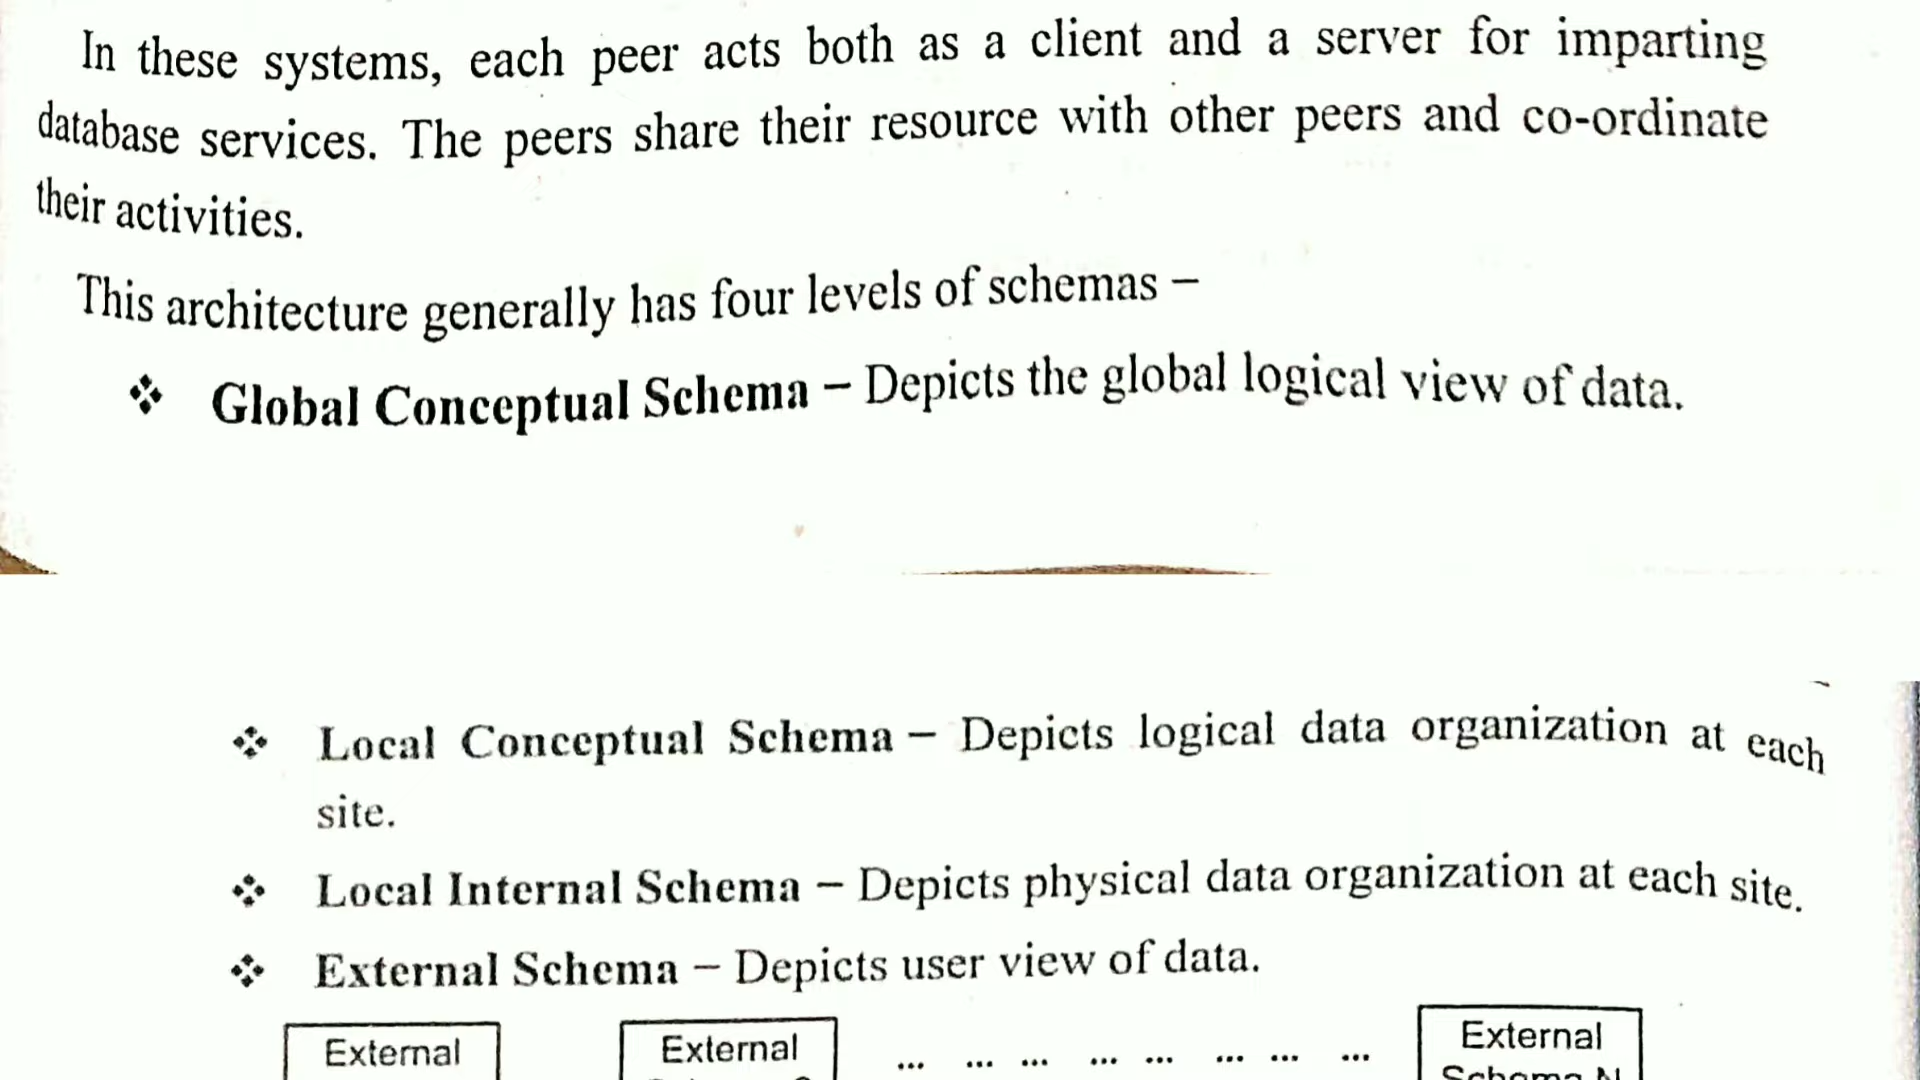 In these systems, each peer acts both as a client and a server for imparting
database services. The peers share their resource with other peers and co-ordinate
their activities.
This architecture generally has four levels of schemas –
❖ Global Conceptual Schema – Depicts the global logical view of data.
❖ Local Conceptual Schema – Depicts logical data organization at each
site.
❖ Local Internal Schema – Depicts physical data organization at each site.
❖ External Schema – Depicts user view of data.
External External ... ... ... ... ... ... ... ... External
Schema N